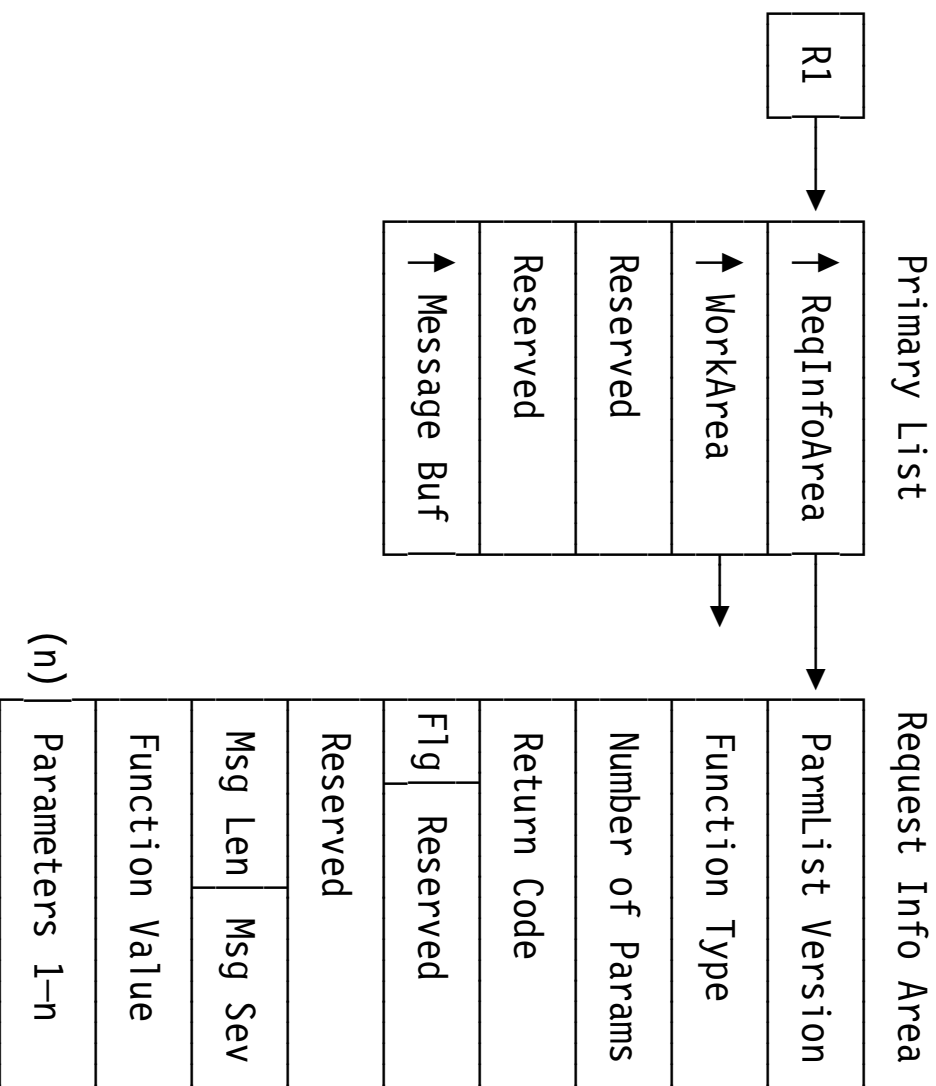 Primary List
Request Info Area
R1
→ ReqInfoArea
→ WorkArea
Reserved
Reserved
→ Message Buf
ParmList Version
Function Type
Number of Params
Return Code
Flg Reserved
Reserved
Msg Len Msg Sev
Function Value
(n) Parameters 1—n